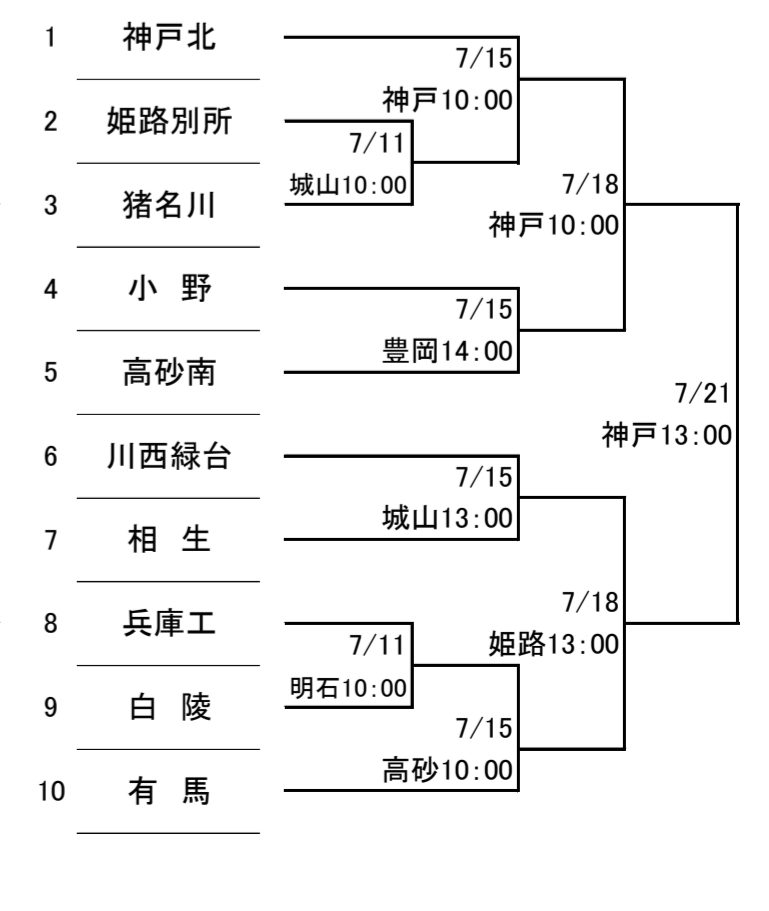 1 神戸北
7/15
神戸10:00
2 姫路別所
7/11
城山10:00
3 猪名川
7/18
神戸10:00
4 小 野
7/15
豊岡14:00
5 高砂南
7/21
神戸13:00
6 川西緑台
7/15
城山13:00
7 相 生
7/18
姫路13:00
8 兵庫工
7/11
明石10:00
9 白 陵
7/15
高砂10:00
10 有 馬